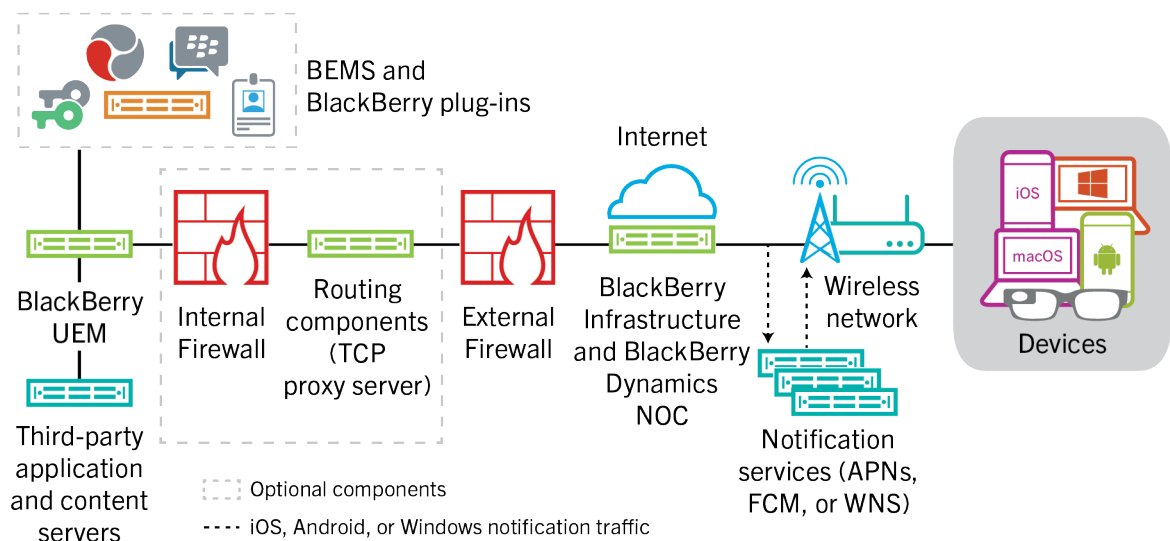 BEMS and
BlackBerry plug-ins
Internet
iOS
macOS
BlackBerry
UEM
Internal
Firewall
Routing
components
(TCP
proxy server)
External
Firewall
BlackBerry
Infrastructure
and BlackBerry
Dynamics
NOC
Wireless
network
Devices
Third-party
application
and content
servers
Notification
services (APNs,
FCM, or WNS)
Optional components
iOS, Android, or Windows notification traffic